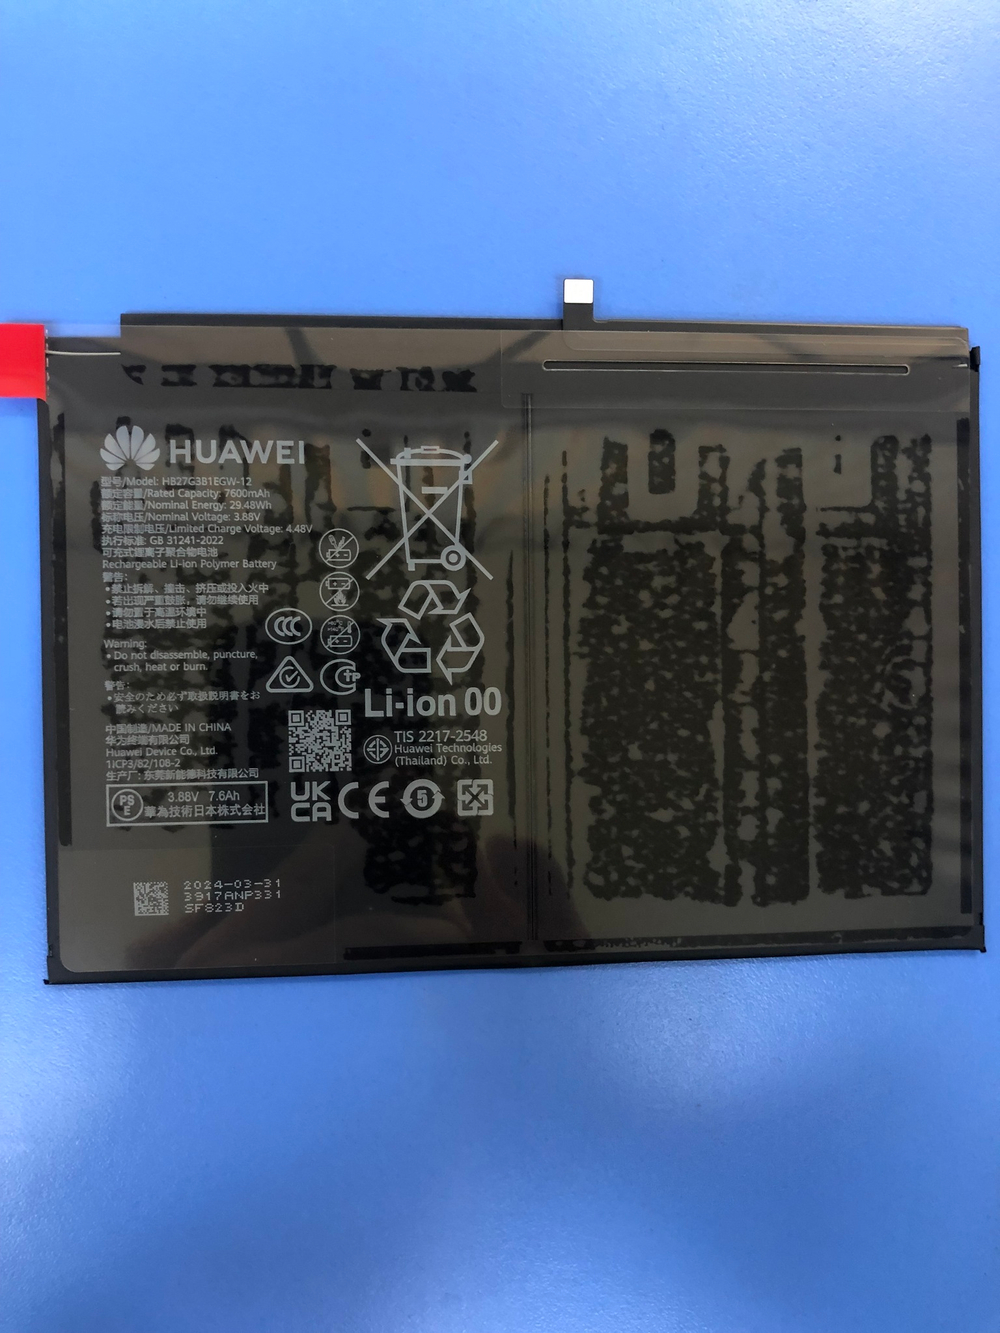 HUAWEI
型号/Model: HB27G3B1EGW-12
额定容量/Rated Capacity: 7600mAh
额定能量/Nominal Energy: 29.48Wh
标称电压/Nominal Voltage: 3.88V
充电限制电压/Limited Charge Voltage: 4.48V
执行标准: GB 31241-2022
可充式锂离子聚合物电池
Rechargeable Li-ion Polymer Battery
警告:
•禁止拆解、撞击、挤压或投入火中
•若出现严重鼓胀，请勿继续使用
•请勿置于高温环境中
•电池浸水后禁止使用
Warning:
• Do not disassemble, puncture,
crush, heat or burn.
警告:
•安全のため必ず取扱説明書をお
読みください
中国制造/MADE IN CHINA
华为终端有限公司
Huawei Device Co., Ltd.
1ICP3/82/108-2
生产厂: 东莞新能德科技有限公司
PS
E
3.88V 7.6Ah
華為技術日本株式会社
CCC
TP
Li-ion 00
TIS 2217-2548
Huawei Technologies
(Thailand) Co., Ltd.
UK
CA
CE
5
2024-03-31
3917ANP331
SF823D